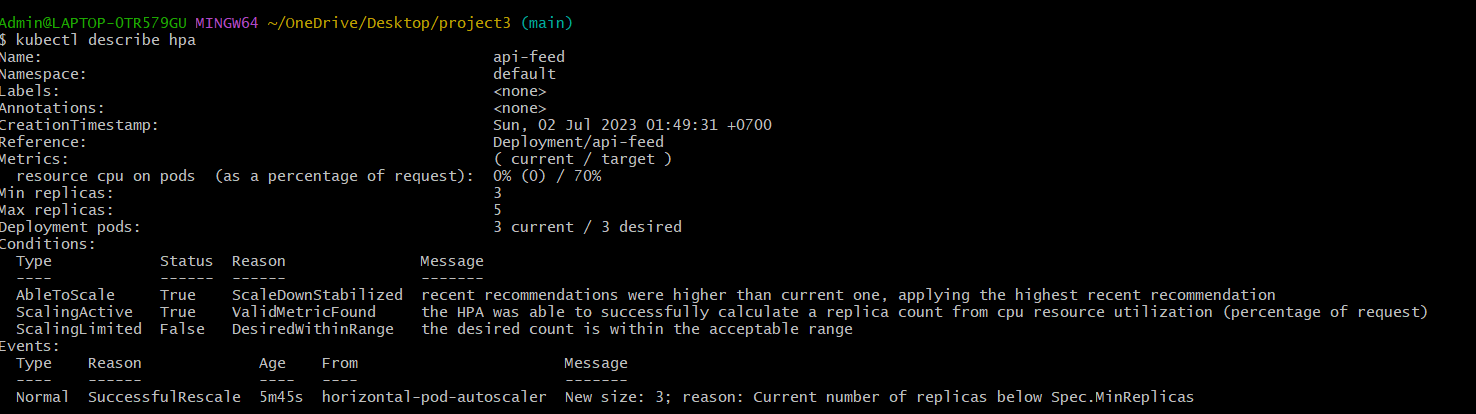 Admin@LAPTOP-OTR579GU MINGW64 ~/OneDrive/Desktop/project3 (main)
$ kubectl describe hpa
Name: api-feed
Namespace: default
Labels: <none>
Annotations: <none>
CreationTimestamp: Sun, 02 Jul 2023 01:49:31 +0700
Reference: Deployment/api-feed
Metrics: ( current / target )
resource cpu on pods (as a percentage of request): 0% (0) / 70%
Min replicas: 3
Max replicas: 5
Deployment pods: 3 current / 3 desired
Conditions:
Type Status Reason Message
---- ------ ------ -------
AbleToScale True ScaleDownStabilized recent recommendations were higher than current one, applying the highest recent recommendation
ScalingActive True ValidMetricFound the HPA was able to successfully calculate a replica count from cpu resource utilization (percentage of request)
ScalingLimited False DesiredWithinRange the desired count is within the acceptable range
Events:
Type Reason Age From Message
---- ------ ---- ---- -------
Normal SuccessfulRescale 5m45s horizontal-pod-autoscaler New size: 3; reason: Current number of replicas below Spec.MinReplicas